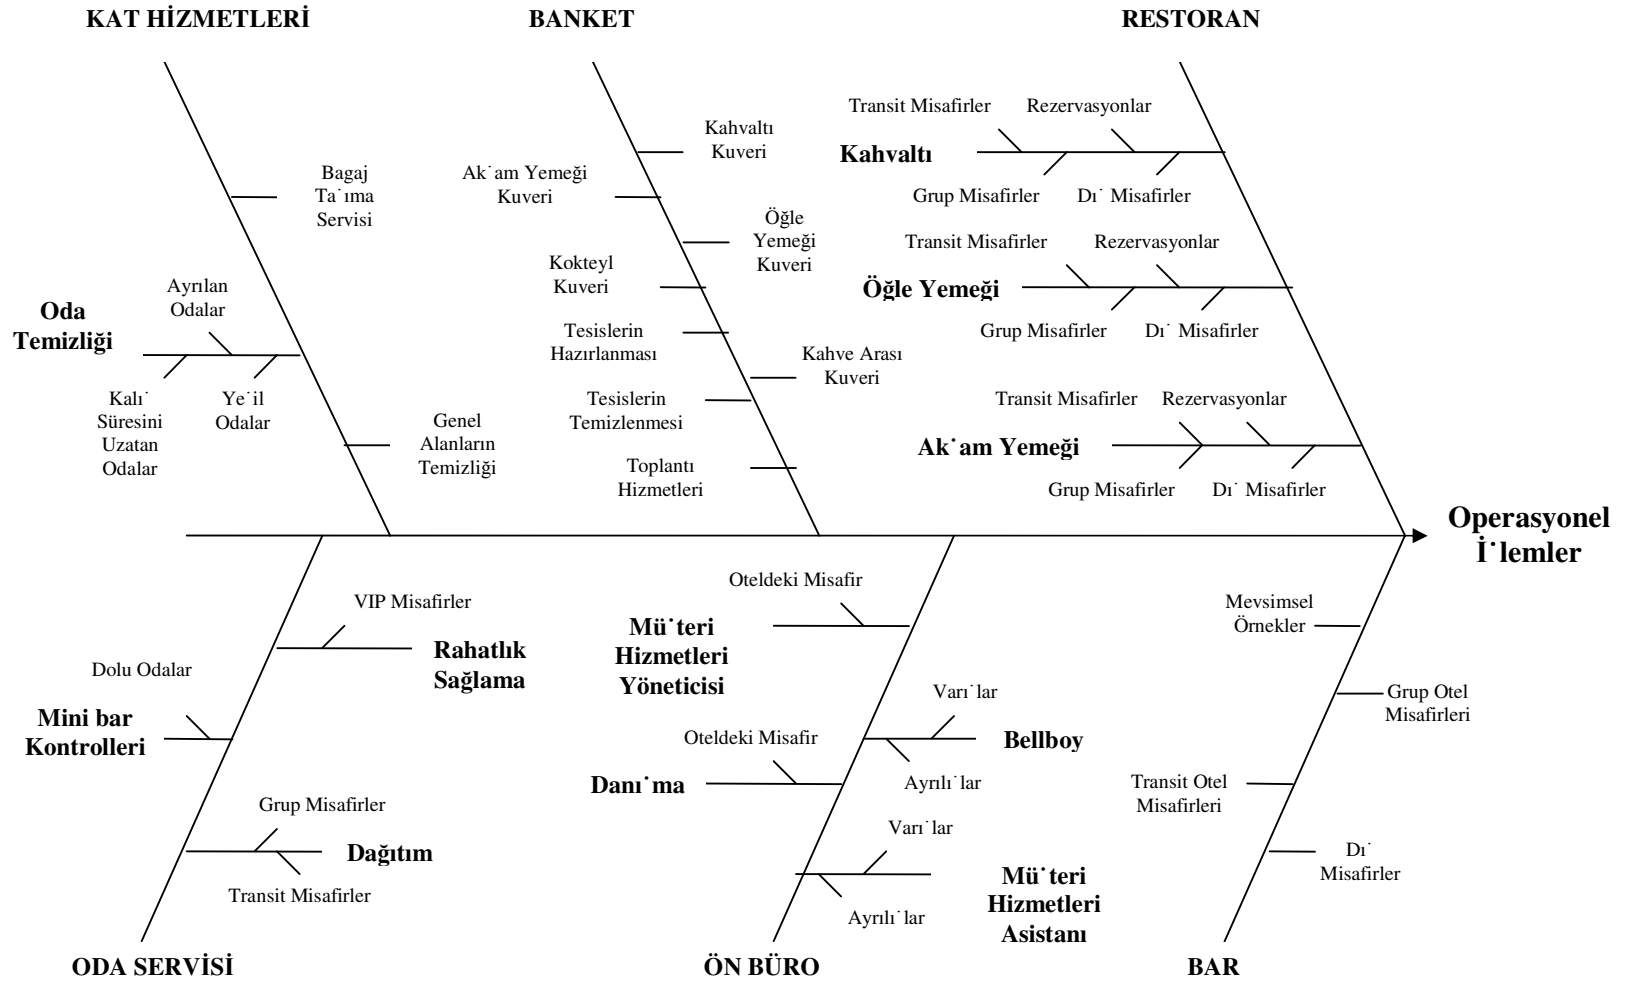 KAT HİZMETLERİ
BANKET
RESTORAN
Bagaj
Ta˙ıma
Servisi
Oda
Temizliği
Ayrılan
Odalar
Kalı˙
Süresini
Uzatan
Odalar
Ye˙il
Odalar
Genel
Alanların
Temizliği
Kahvaltı
Kuveri
Ak˙am Yemeği
Kuveri
Öğle
Yemeği
Kuveri
Kokteyl
Kuveri
Tesislerin
Hazırlanması
Kahve Arası
Kuveri
Tesislerin
Temizlenmesi
Toplantı
Hizmetleri
Transit Misafirler
Rezervasyonlar
Kahvaltı
Grup Misafirler
Dı˙ Misafirler
Transit Misafirler
Rezervasyonlar
Öğle Yemeği
Grup Misafirler
Dı˙ Misafirler
Transit Misafirler
Rezervasyonlar
Ak˙am Yemeği
Grup Misafirler
Dı˙ Misafirler
Operasyonel
İ˙lemler
VIP Misafirler
Rahatlık
Sağlama
Dolu Odalar
Mini bar
Kontrolleri
Grup Misafirler
Dağıtım
Transit Misafirler
Oteldeki Misafir
Mü˙teri
Hizmetleri
Yöneticisi
Varı˙lar
Bellboy
Ayrılı˙lar
Oteldeki Misafir
Danı˙ma
Varı˙lar
Mü˙teri
Hizmetleri
Asistanı
Ayrılı˙lar
Mevsimsel
Örnekler
Grup Otel
Misafirleri
Transit Otel
Misafirleri
Dı˙
Misafirler
ODA SERVİSİ
ÖN BÜRO
BAR